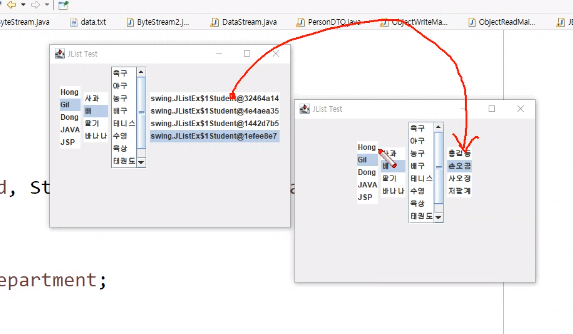 ByteStream.java
data.txt
ByteStream2.j...
DataStream.java
PersonDTO.java
ObjectWriteMa...
ObjectReadMai...
JList Test
Hong
Gil
Dong
JAVA
JSP
사과
배
딸기
바나나
축구
야구
농구
배구
테니스
수영
육상
태권도
swing.JListEx$1Student@32464a14
swing.JListEx$1Student@4e4aea35
swing.JListEx$1Student@1442d7b5
swing.JListEx$1Student@1efee8e7
JList Test
Hong
Gil
Dong
JAVA
JSP
사과
배
딸기
바나나
축구
야구
농구
배구
테니스
수영
육상
태권도
홍길동
손오공
사오정
저팔계
d, St
epartment;